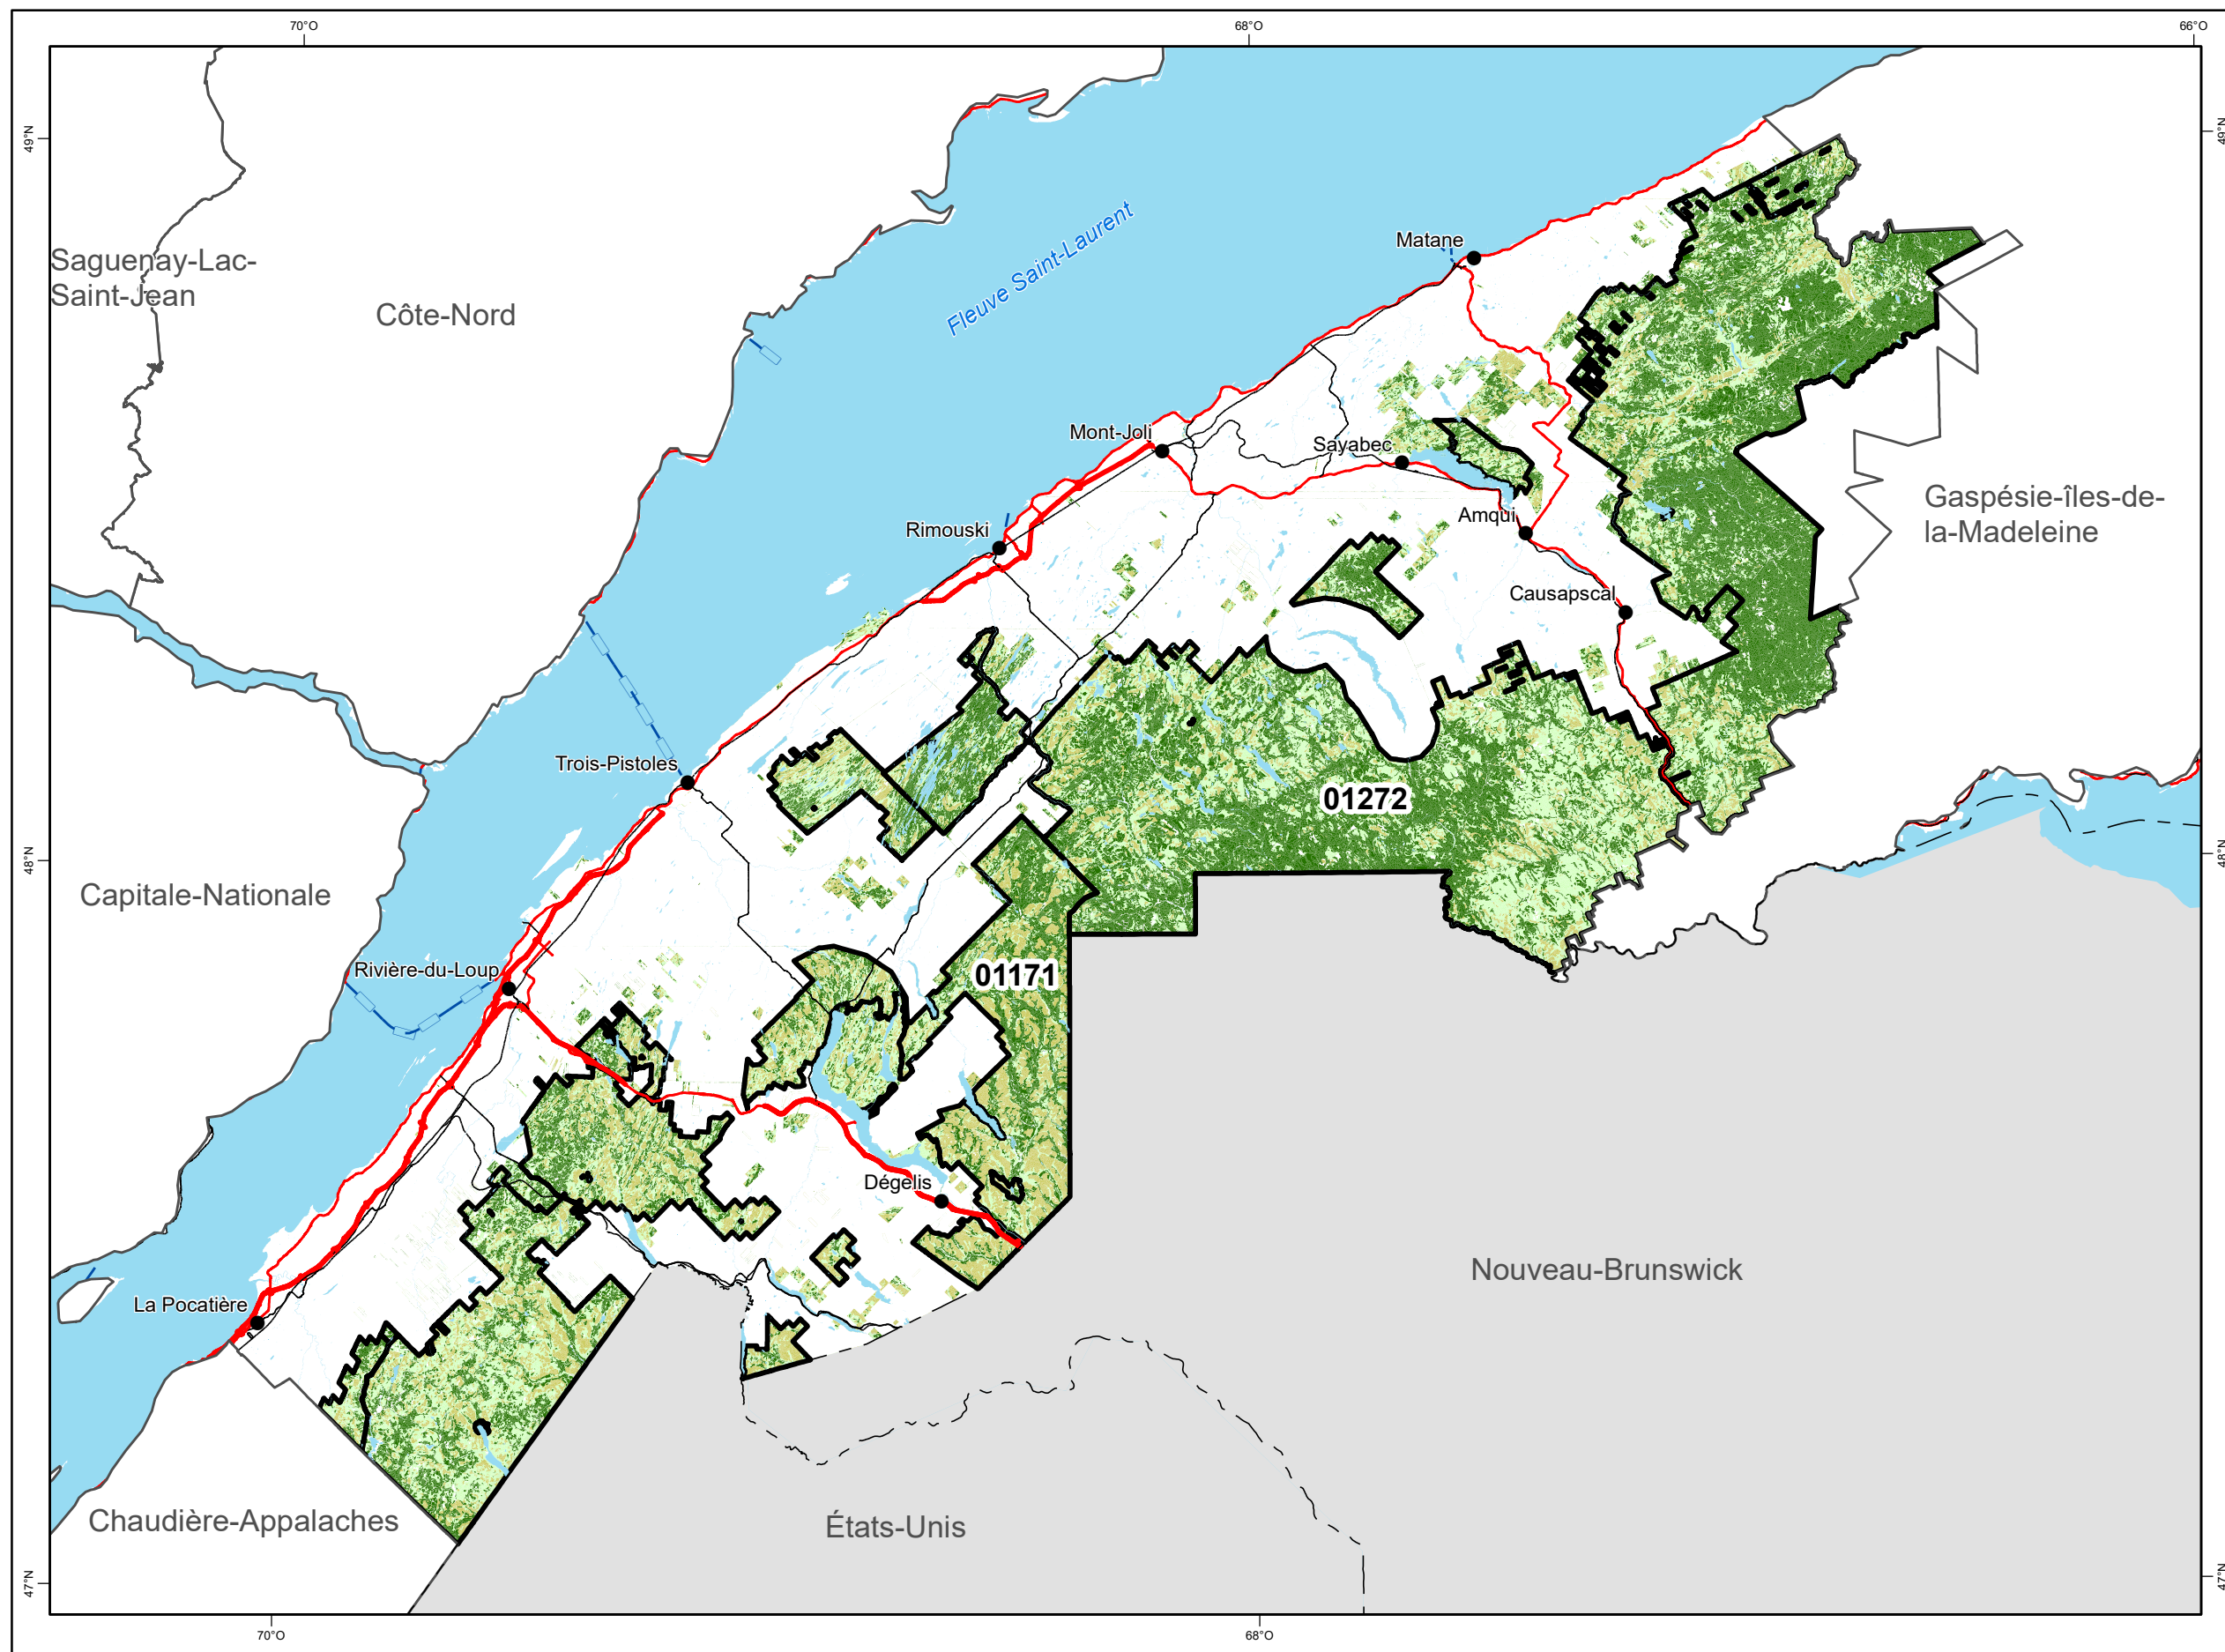 70°O
68°O
66°O
49°N
49°N
Fleuve Saint-Laurent
Matane
Saguenay-Lac-
Saint-Jean
Côte-Nord
Mont-Joli
Sayabec
Gaspésie-îles-de-
la-Madeleine
Amqui
Rimouski
Causapscal
Trois-Pistoles
01272
48°N
48°N
Capitale-Nationale
Rivière-du-Loup
01171
Dégelis
Nouveau-Brunswick
La Pocatière
Chaudière-Appalaches
États-Unis
47°N
47°N
70°O
68°O